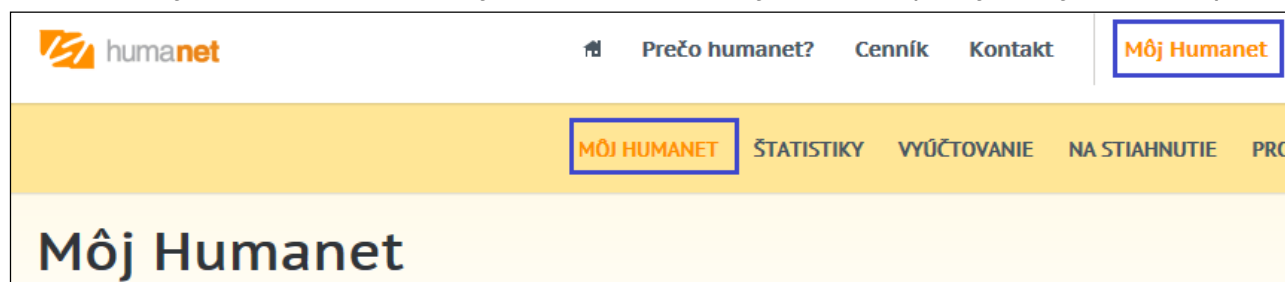 humanet Prečo humanet? Cenník Kontakt Môj Humanet
MÔJ HUMANET ŠTATISTIKY VYÚČTOVANIE NA STIAHNUTIE
Môj Humanet